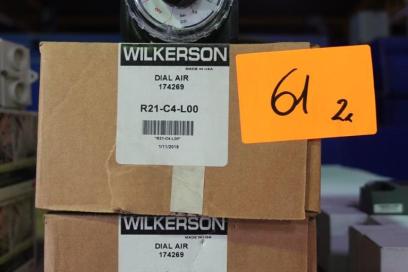 WILKERSON
MADE IN USA
DIAL AIR
174269
R21-C4-L00
*R21-C4-L00*
1/11/2018
61 2x
WILKERSON
MADE IN USA
DIAL AIR
174269